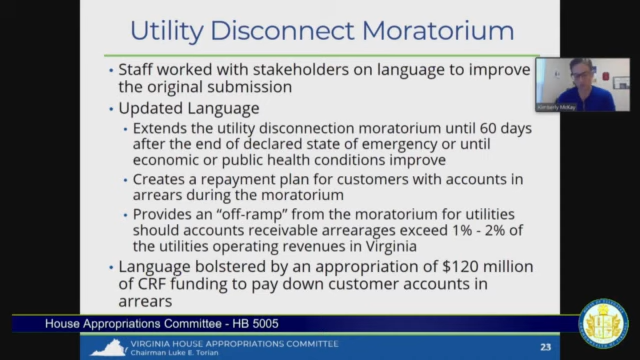 Utility Disconnect Moratorium
• Staff worked with stakeholders on language to improve
the original submission
• Updated Language
• Extends the utility disconnection moratorium until 60 days
after the end of declared state of emergency or until
economic or public health conditions improve
• Creates a repayment plan for customers with accounts in
arrears during the moratorium
• Provides an “off-ramp” from the moratorium for utilities
should accounts receivable arrearages exceed 1% - 2% of
the utilities operating revenues in Virginia
• Language bolstered by an appropriation of $120 million
of CRF funding to pay down customer accounts in
arrears
Kimberly McKay
House Appropriations Committee - HB 5005
VIRGINIA HOUSE APPROPRIATIONS COMMITTEE
Chairman Luke E. Torian
23